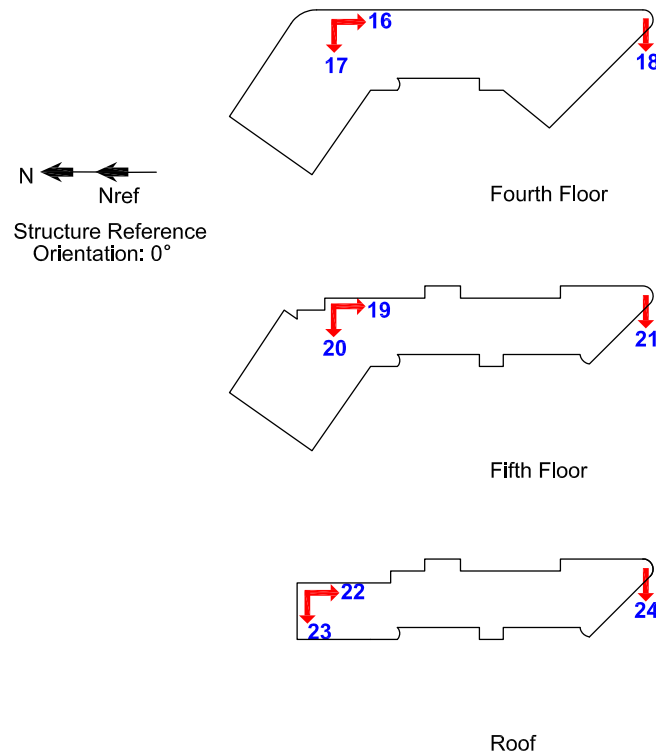 16
17
18
N
Nref
Structure Reference
Orientation: 0°
Fourth Floor
19
20
21
Fifth Floor
22
23
24
Roof